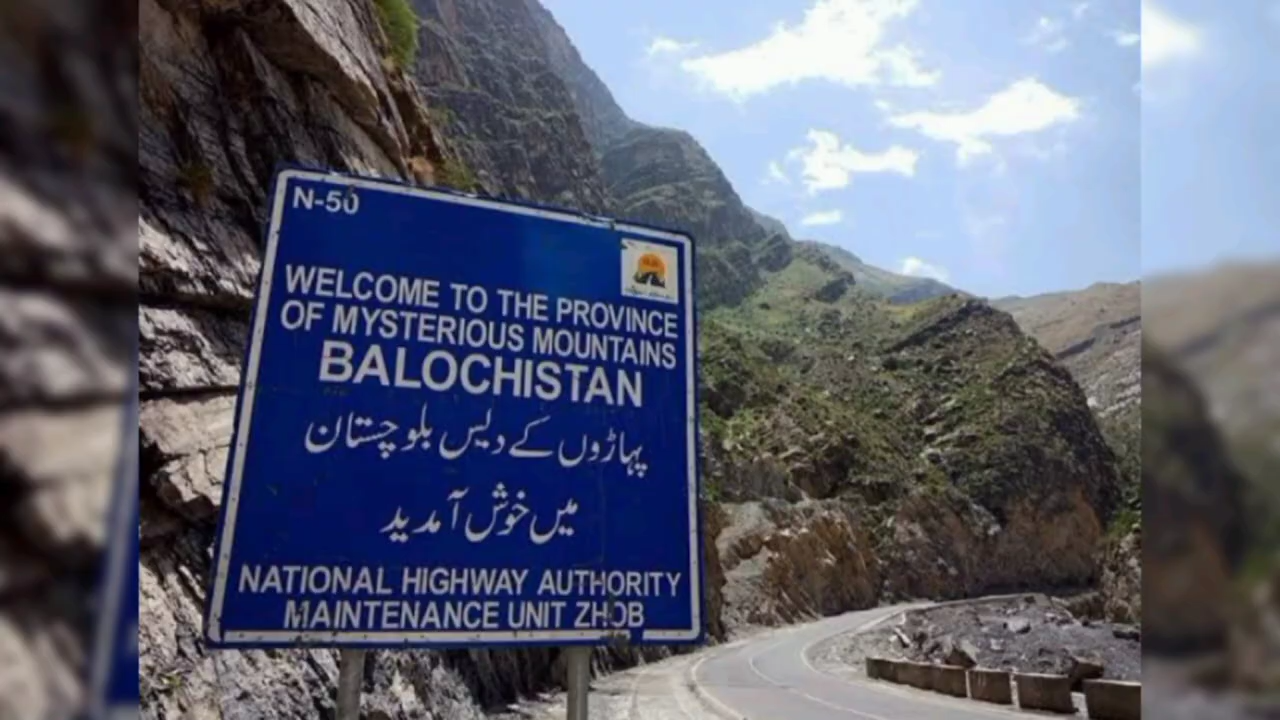 N-50
WELCOME TO THE PROVINCE
OF MYSTERIOUS MOUNTAINS
BALOCHISTAN
پہاڑوں کے دیس بلوچستان
میں خوش آمدید
NATIONAL HIGHWAY AUTHORITY
MAINTENANCE UNIT ZHOB